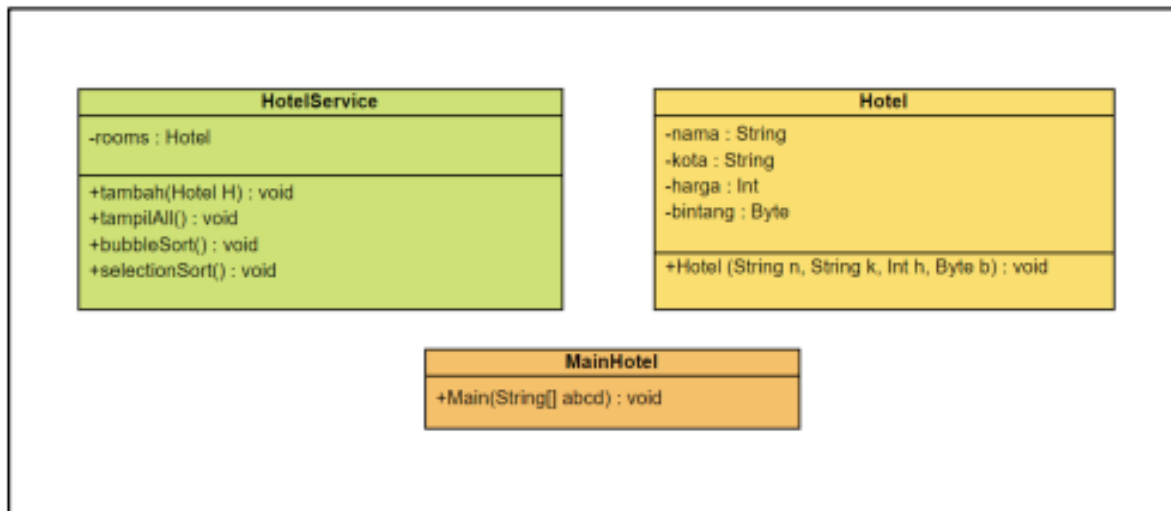 HotelService
-rooms : Hotel
+tambah(Hotel H) : void
+tampilAll() : void
+bubbleSort() : void
+selectionSort() : void
Hotel
-nama : String
-kota : String
-harga : Int
-bintang : Byte
+Hotel (String n, String k, Int h, Byte b) : void
MainHotel
+Main(String[] abcd) : void